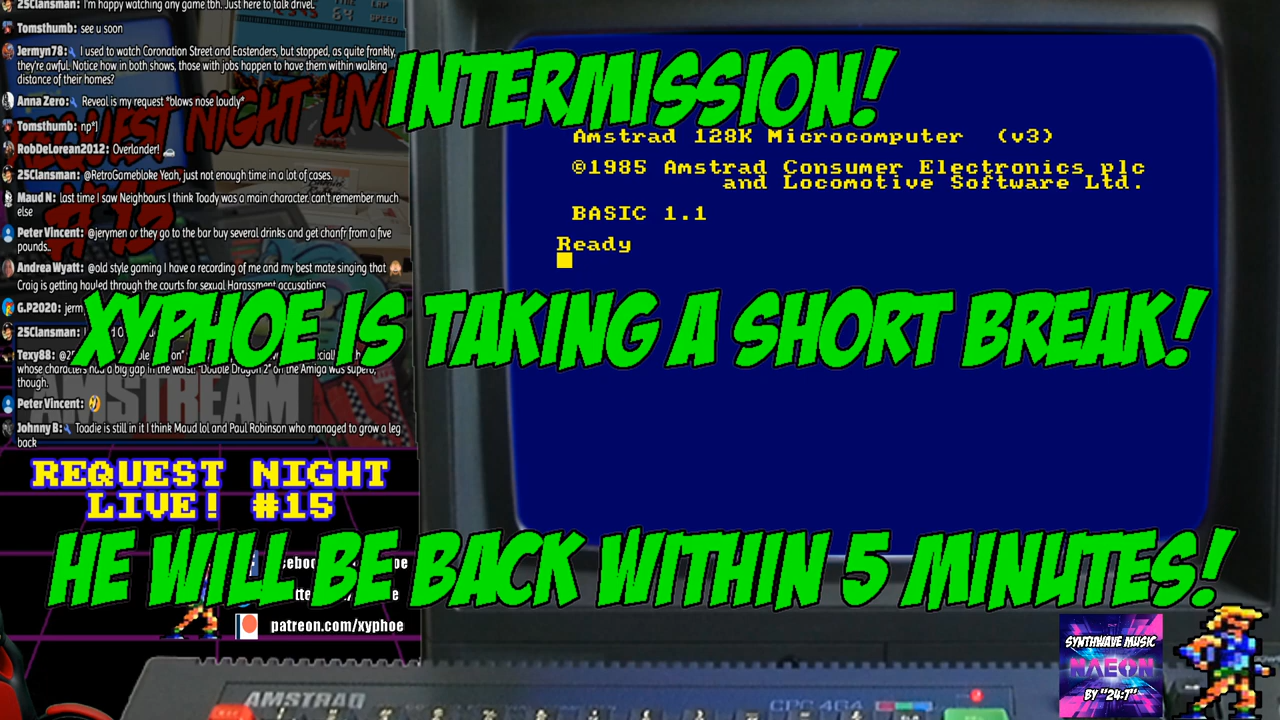 25Clansman: I'm happy watching any game tbh. Just here to talk drivel.
Tomsthumb: see u soon
Jermyn78: I used to watch Coronation Street and Eastenders, but stopped, as quite frankly,
they're awful. Notice how in both shows, those with jobs happen to have them within walking
distance of their homes?
Anna Zero: Reveal is my request *blows nose loudly*
Tomsthumb: np*]
RobDeLorean2012: Overlander!
25Clansman: @RetroGamebloke Yeah, just not enough time in a lot of cases.
Maud N: last time I saw Neighbours I think Toady was a main character. can't remember much
else
Peter Vincent: @jerymen or they go to the bar buy several drinks and get chanfr from a five
pounds..
Andrea Wyatt: @old style gaming I have a recording of me and my best mate singing that
Craig is getting hauled through the courts for sexual Harassment accusations
G.P2020: jerm
25Clansman:
Texy88:
whose characters had a big gap in the waist! "Double Dragon 2" on the Amiga was superb,
though.
Peter Vincent:
Johnny B: Toadie is still in it I think Maud lol and Paul Robinson who managed to grow a leg
back
REQUEST NIGHT LIVE
#15
AMSTREAM
REQUEST NIGHT
LIVE! #15
patreon.com/xyphoe
INTERMISSION!
Amstrad 128K Microcomputer (v3)
©1985 Amstrad Consumer Electronics plc
and Locomotive Software Ltd.
BASIC 1.1
Ready
XYPHOE IS TAKING A SHORT BREAK!
HE WILL BE BACK WITHIN 5 MINUTES!
SYNTHWAVE MUSIC
NAEON
BY "24:7"
AMSTRAD
CPC 464